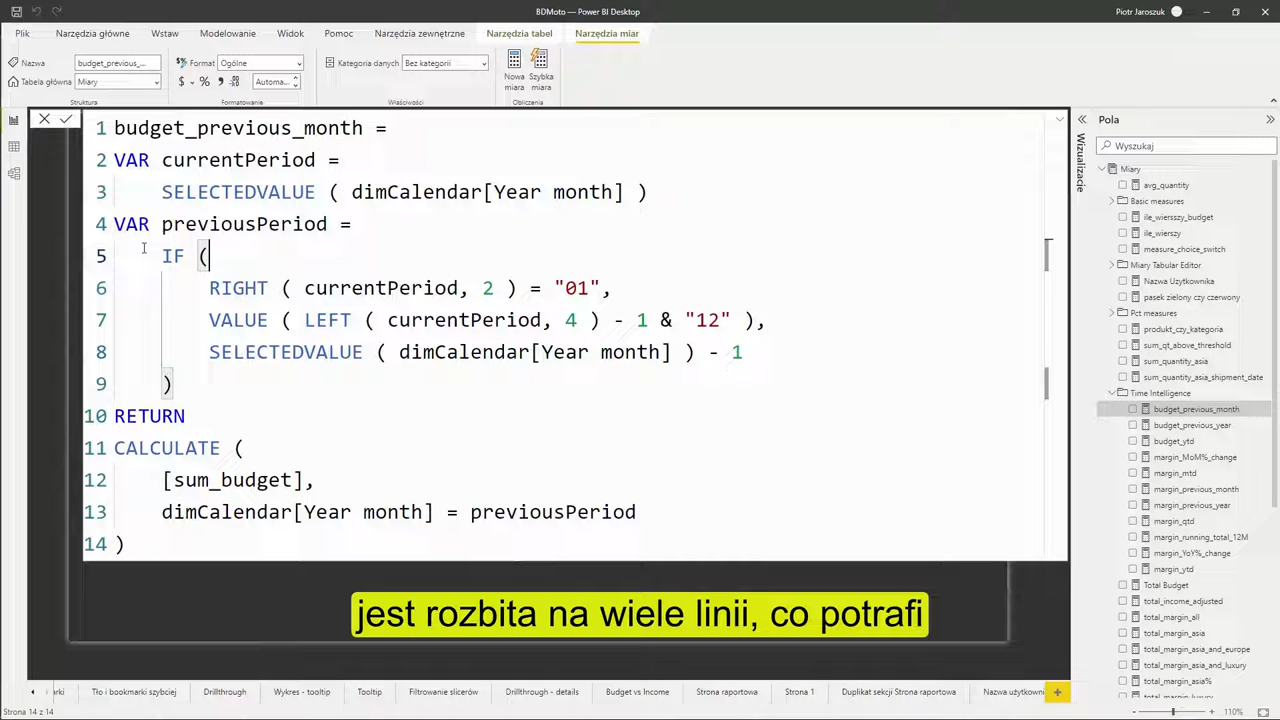 BDMoto – Power BI Desktop
Piotr Jaroszuk
Plik
Narzędzia główne
Wstaw
Modelowanie
Widok
Pomoc
Narzędzia zewnętrzne
Narzędzia tabel
Narzędzia miar
Nazwa
budget_previous_...
Tabela główna
Miary
Struktura
Format
Ogólne
$
%
Automa...
Formatowanie
Kategoria danych
Bez kategorii
Właściwości
Nowa miara
Szybka miara
Obliczenia
1 budget_previous_month =
2 VAR currentPeriod =
3 SELECTEDVALUE ( dimCalendar[Year month] )
4 VAR previousPeriod =
5 IF (
6 RIGHT ( currentPeriod, 2 ) = "01",
7 VALUE ( LEFT ( currentPeriod, 4 ) - 1 & "12" ),
8 SELECTEDVALUE ( dimCalendar[Year month] ) - 1
9 )
10 RETURN
11 CALCULATE (
12 [sum_budget],
13 dimCalendar[Year month] = previousPeriod
14 )
jest rozbita na wiele linii, co potrafi
Wizualizacje
Pola
Wyszukaj
Miary
avg_quantity
Basic measures
ile_wiersszy_budget
ile_wierszy
measure_choice_switch
Miary Tabular Editor
Nazwa Użytkownika
pasek zielony czy czerwony
Pct measures
produkt_czy_kategoria
sum_qt_above_threshold
sum_quantity_asia
sum_quantity_asia_shipment_date
Time Intelligence
budget_previous_month
budget_previous_year
budget_ytd
margin_MoM%_change
margin_mtd
margin_previous_month
margin_previous_year
margin_qtd
margin_running_total_12M
margin_YoY%_change
margin_ytd
Total Budget
total_income_adjusted
total_margin_all
total_margin_asia
total_margin_asia_and_europe
total_margin_asia_and_luxury
total_margin_asia%
total_margin_luxury
arki
Tło i bookmarki szybciej
Drillthrough
Wykres - tooltip
Tooltip
Filtrowanie slicerów
Drillthrough - details
Budget vs Income
Strona raportowa
Strona 1
Duplikat sekcji Strona raportowa
Nazwa użytkowni
Strona 14 z 14
110%